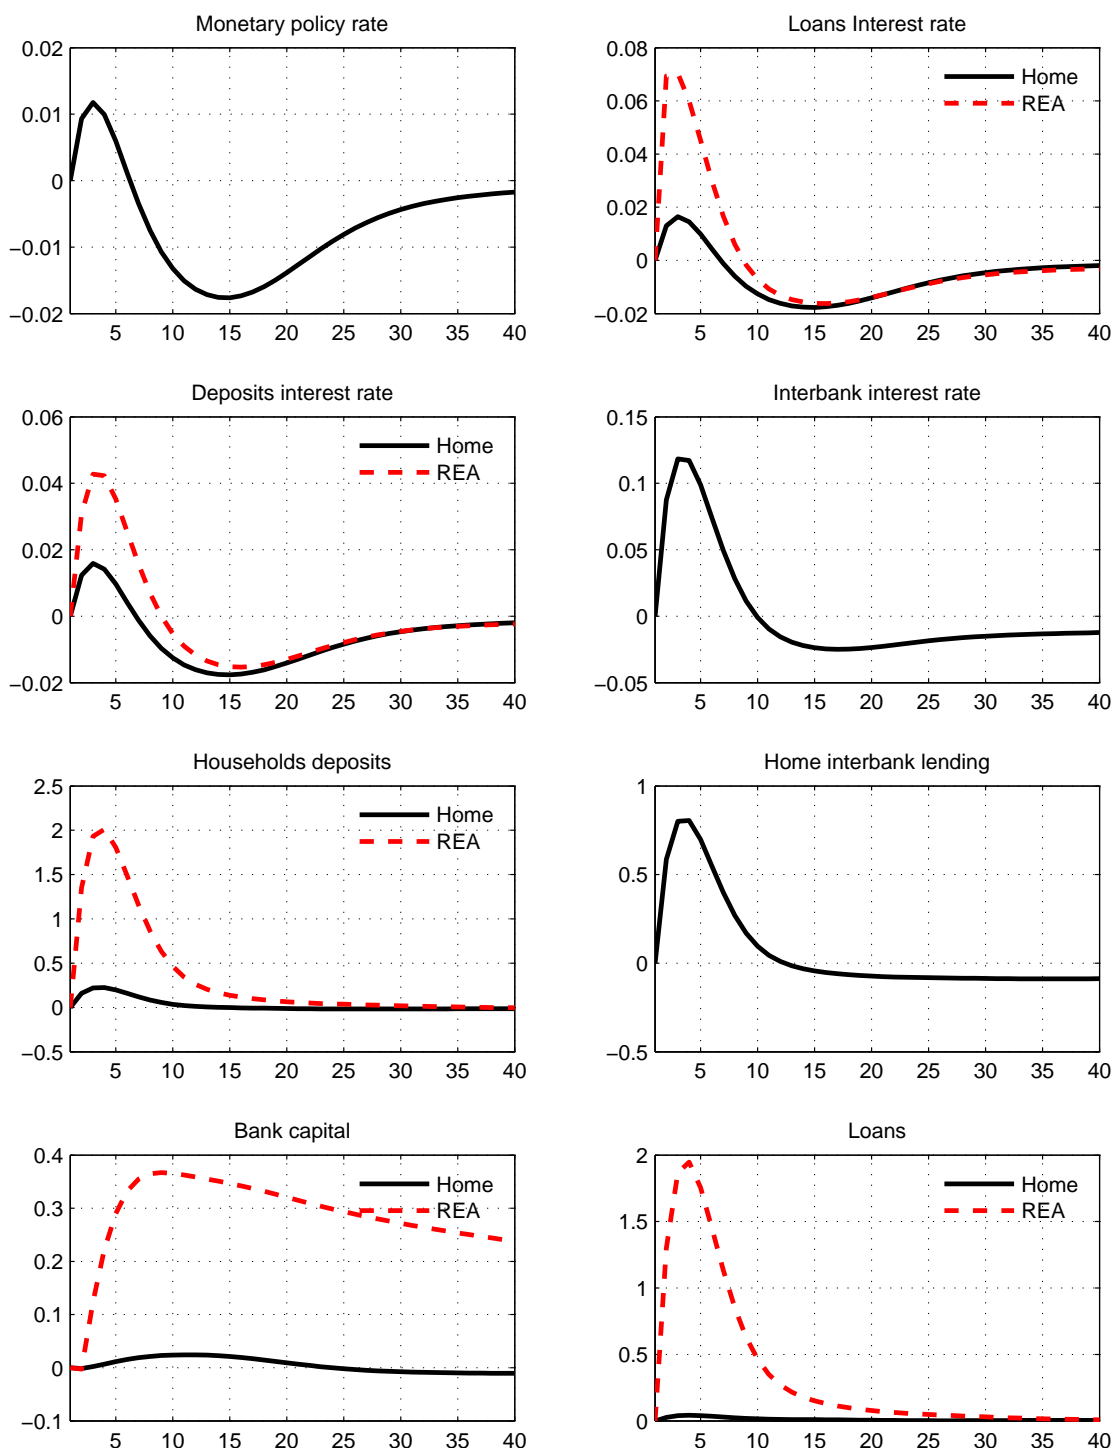 Monetary policy rate
0.02
0.01
0
−0.01
−0.02
5 10 15 20 25 30 35 40
Loans Interest rate
0.08
0.06
0.04
0.02
0
−0.02
Home
REA
5 10 15 20 25 30 35 40
Deposits interest rate
0.06
0.04
0.02
0
−0.02
Home
REA
5 10 15 20 25 30 35 40
Interbank interest rate
0.15
0.1
0.05
0
−0.05
5 10 15 20 25 30 35 40
Households deposits
2.5
2
1.5
1
0.5
0
−0.5
Home
REA
5 10 15 20 25 30 35 40
Home interbank lending
1
0.5
0
−0.5
5 10 15 20 25 30 35 40
Bank capital
0.4
0.3
0.2
0.1
0
−0.1
Home
REA
5 10 15 20 25 30 35 40
Loans
2
1.5
1
0.5
0
Home
REA
5 10 15 20 25 30 35 40